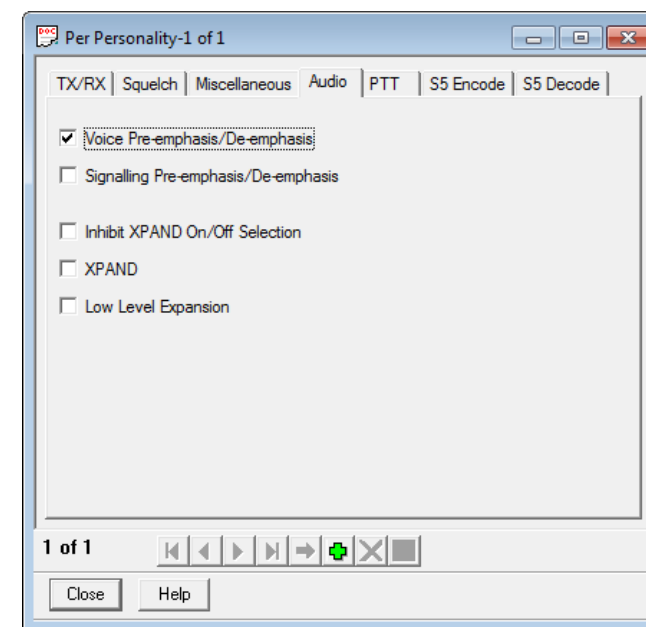 Per Personality-1 of 1
TX/RX Squelch Miscellaneous Audio PTT S5 Encode S5 Decode
Voice Pre-emphasis/De-emphasis
Signalling Pre-emphasis/De-emphasis
Inhibit XPAND On/Off Selection
XPAND
Low Level Expansion
1 of 1
Close Help